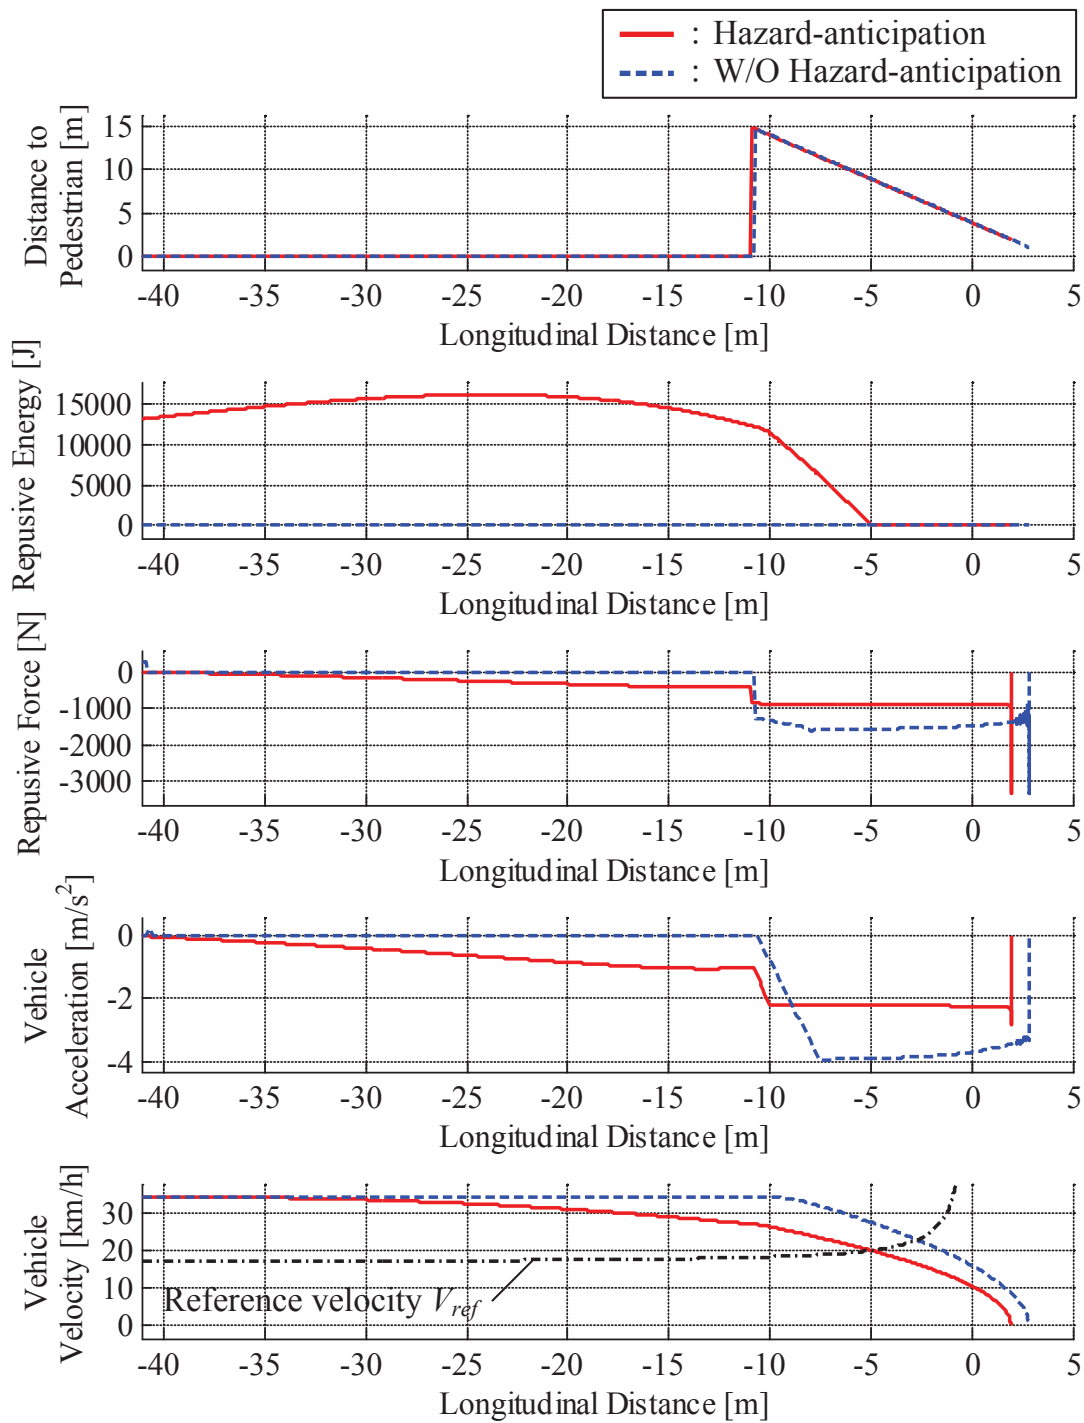 : Hazard-anticipation
: W/O Hazard-anticipation
Distance to
Pedestrian [m]
15
10
5
0
-40 -35 -30 -25 -20 -15 -10 -5 0 5
Longitudinal Distance [m]
Repusive Energy [J]
15000
10000
5000
0
-40 -35 -30 -25 -20 -15 -10 -5 0 5
Longitudinal Distance [m]
Repusive Force [N]
0
-1000
-2000
-3000
-40 -35 -30 -25 -20 -15 -10 -5 0 5
Longitudinal Distance [m]
Vehicle
Acceleration [m/s²]
0
-2
-4
-40 -35 -30 -25 -20 -15 -10 -5 0 5
Longitudinal Distance [m]
Vehicle
Velocity [km/h]
30
20
10
0
Reference velocity V_ref
-40 -35 -30 -25 -20 -15 -10 -5 0 5
Longitudinal Distance [m]